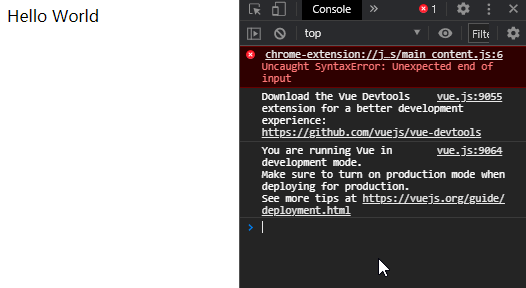 Hello World
Console » 1
top Filte
chrome-extension://j…s/main content.js:6
Uncaught SyntaxError: Unexpected end of
input
Download the Vue Devtools vue.js:9055
extension for a better development
experience:
https://github.com/vuejs/vue-devtools
You are running Vue in vue.js:9064
development mode.
Make sure to turn on production mode when
deploying for production.
See more tips at https://vuejs.org/guide/
deployment.html